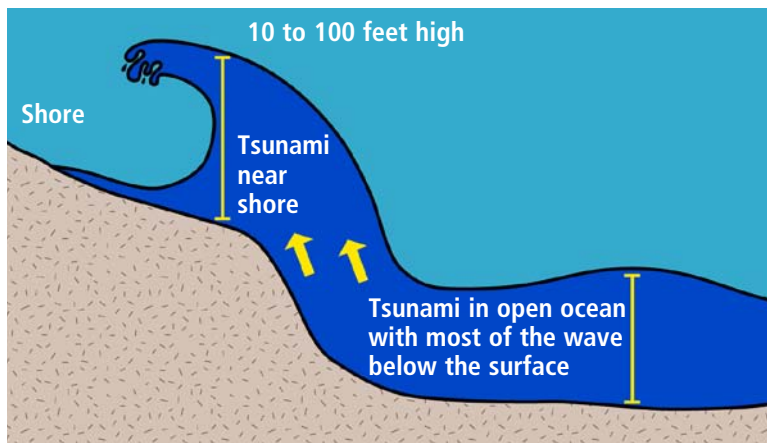 10 to 100 feet high
Shore
Tsunami
near
shore
Tsunami in open ocean
with most of the wave
below the surface